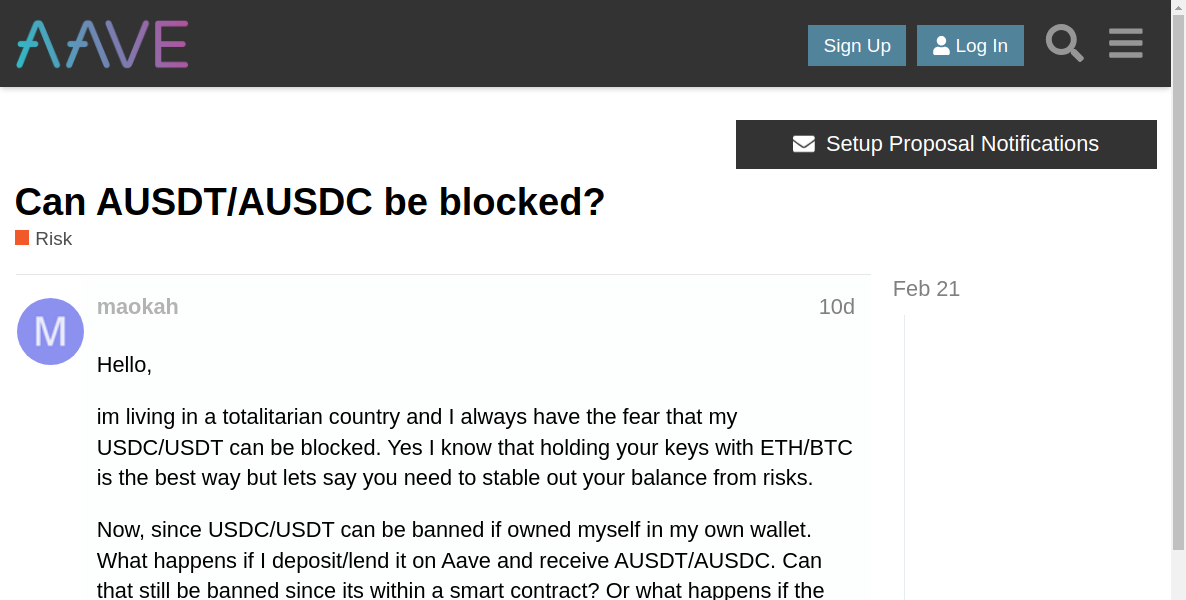 AAVE
Sign Up
Log In
Setup Proposal Notifications
Can AUSDT/AUSDC be blocked?
Risk
Feb 21
M
maokah
10d
Hello,
im living in a totalitarian country and I always have the fear that my
USDC/USDT can be blocked. Yes I know that holding your keys with ETH/BTC
is the best way but lets say you need to stable out your balance from risks.
Now, since USDC/USDT can be banned if owned myself in my own wallet.
What happens if I deposit/lend it on Aave and receive AUSDT/AUSDC. Can
that still be banned since its within a smart contract? Or what happens if the